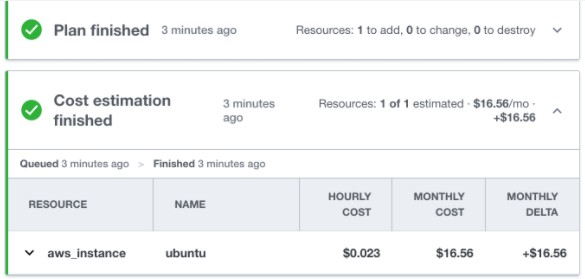 Plan finished 3 minutes ago Resources: 1 to add, 0 to change, 0 to destroy
Cost estimation finished 3 minutes ago Resources: 1 of 1 estimated · $16.56/mo · +$16.56
Queued 3 minutes ago > Finished 3 minutes ago
RESOURCE NAME HOURLY COST MONTHLY COST MONTHLY DELTA
aws_instance ubuntu $0.023 $16.56 +$16.56